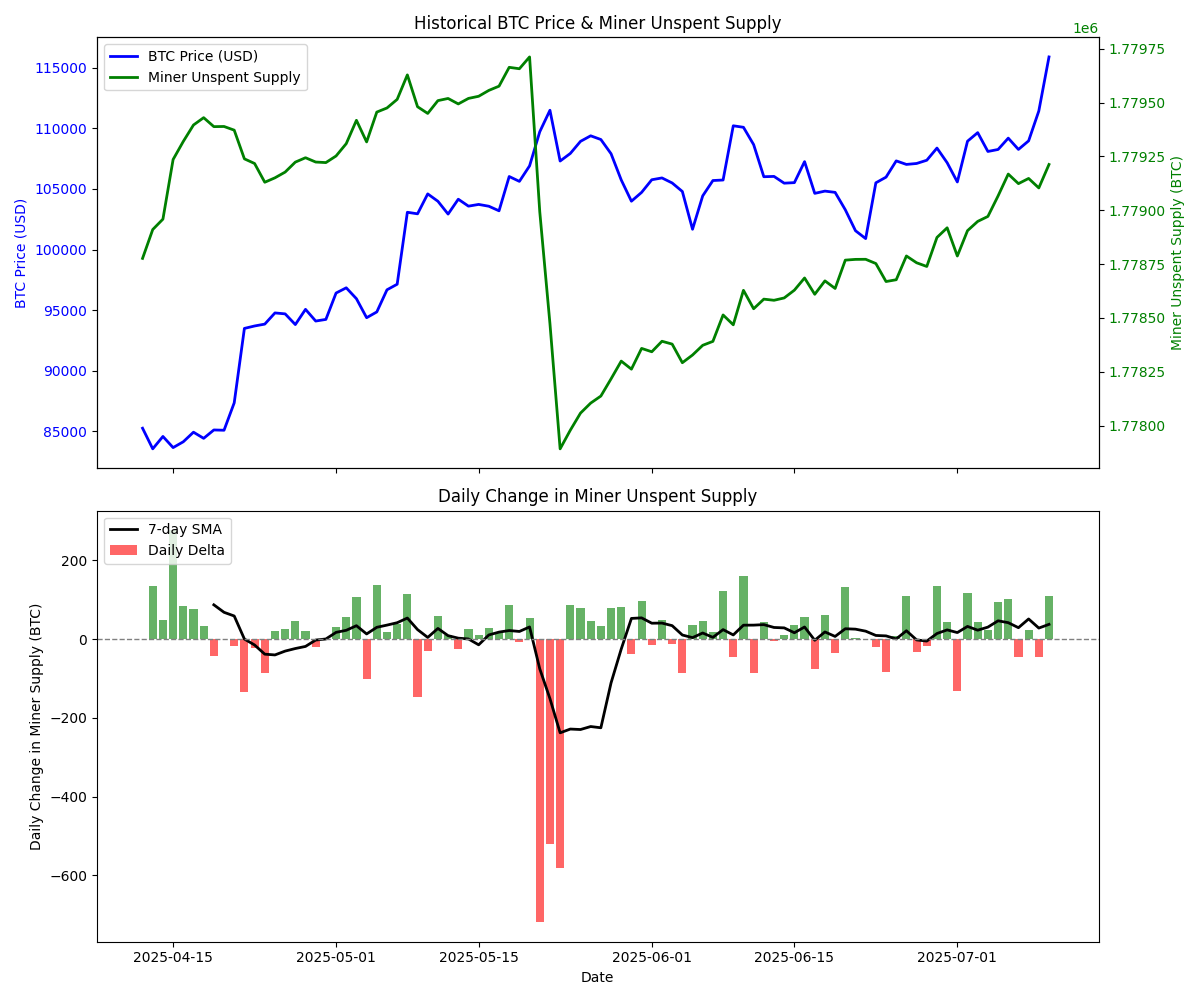 Historical BTC Price & Miner Unspent Supply
1e6
BTC Price (USD)
Miner Unspent Supply
115000
110000
105000
100000
95000
90000
85000
BTC Price (USD)
1.77975
1.77950
1.77925
1.77900
1.77875
1.77850
1.77825
1.77800
Miner Unspent Supply (BTC)
Daily Change in Miner Unspent Supply
7-day SMA
Daily Delta
200
0
−200
−400
−600
Daily Change in Miner Supply (BTC)
2025-04-15
2025-05-01
2025-05-15
2025-06-01
2025-06-15
2025-07-01
Date